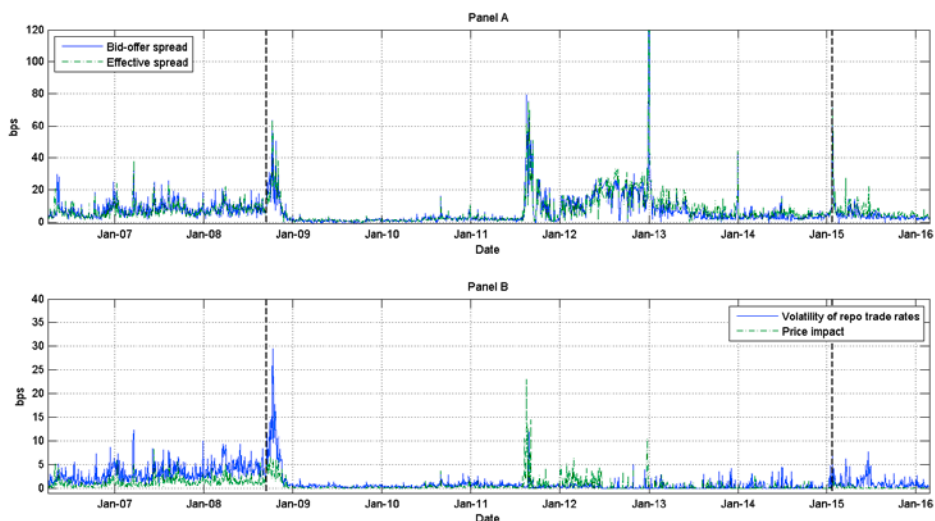 Panel A
120
100
80
60
40
20
0
bps
Bid-offer spread
Effective spread
Jan-07 Jan-08 Jan-09 Jan-10 Jan-11 Jan-12 Jan-13 Jan-14 Jan-15 Jan-16
Date
Panel B
40
35
30
25
20
15
10
5
0
bps
Volatility of repo trade rates
Price impact
Jan-07 Jan-08 Jan-09 Jan-10 Jan-11 Jan-12 Jan-13 Jan-14 Jan-15 Jan-16
Date